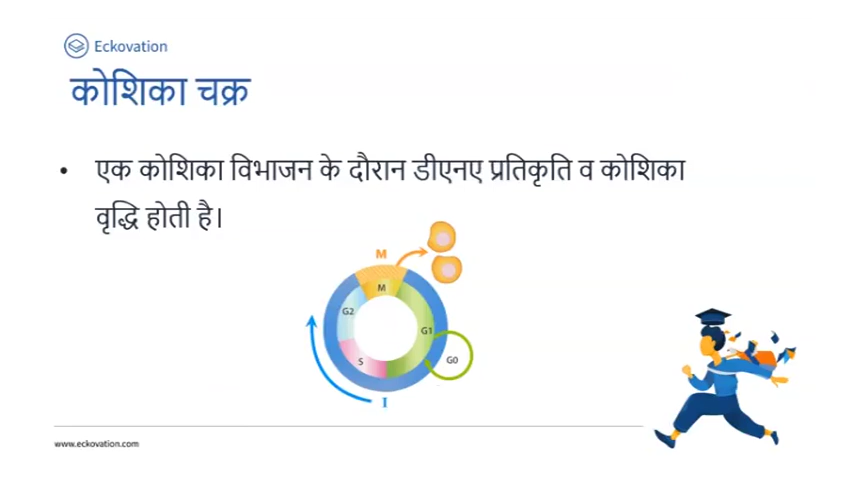 Eckovation
कोशिका चक्र
• एक कोशिका विभाजन के दौरान डीएनए प्रतिकृति व कोशिका
वृद्धि होती है।
M
M
G2
G1
G0
S
I
www.eckovation.com